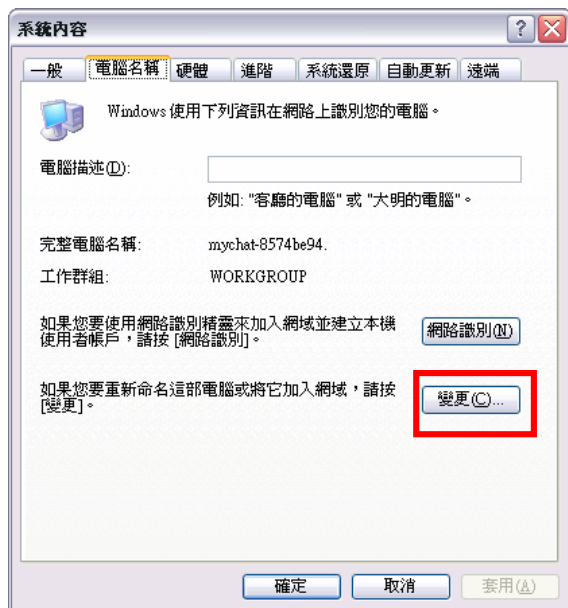 系統內容
一般 電腦名稱 硬體 進階 系統還原 自動更新 遠端
Windows 使用下列資訊在網路上識別您的電腦。
電腦描述(D):
例如: "客廳的電腦" 或 "大明的電腦"。
完整電腦名稱: mychat-8574be94.
工作群組: WORKGROUP
如果您要使用網路識別精靈來加入網域並建立本機
使用者帳戶，請按 [網路識別]。
網路識別(N)
如果您要重新命名這部電腦或將它加入網域，請按
[變更]。
變更(C)...
確定 取消 套用(A)